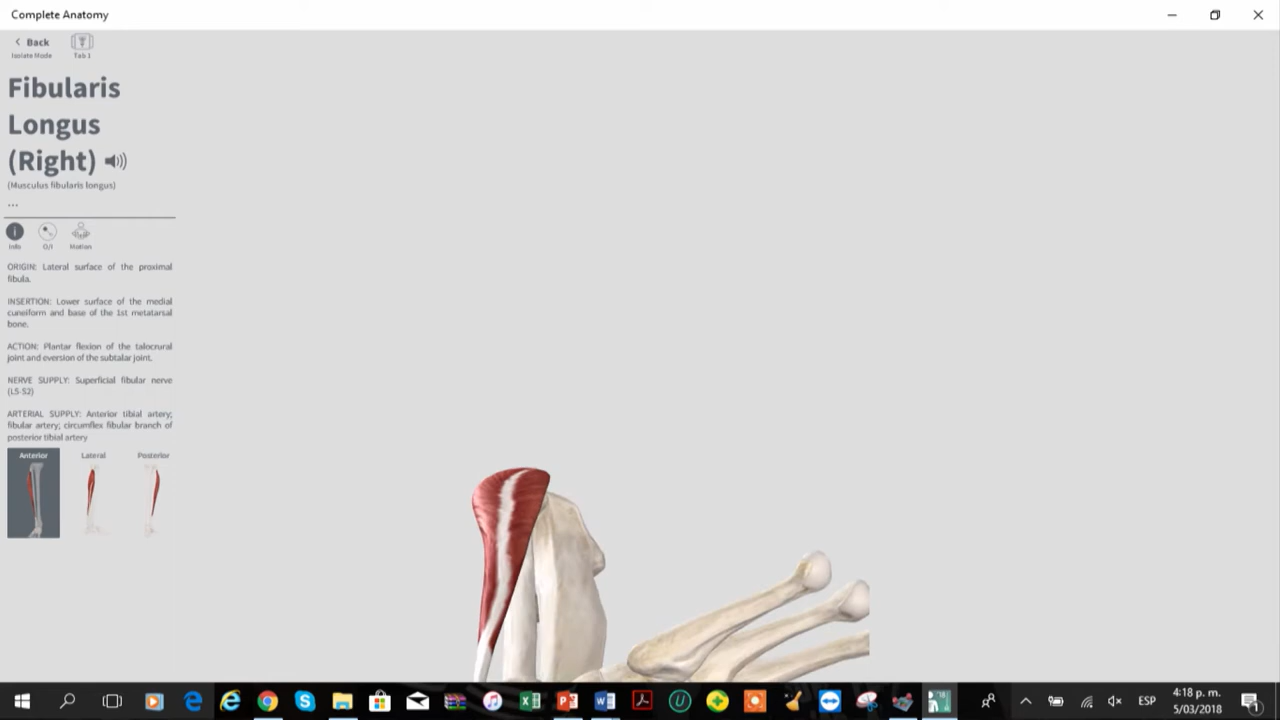 Complete Anatomy
Back
Isolate Mode
Tab 1
Fibularis
Longus
(Right)
(Musculus fibularis longus)
...
Info O/I Motion
ORIGIN: Lateral surface of the proximal
fibula.
INSERTION: Lower surface of the medial
cuneiform and base of the 1st metatarsal
bone.
ACTION: Plantar flexion of the talocrural
joint and eversion of the subtalar joint.
NERVE SUPPLY: Superficial fibular nerve
(L5-S2)
ARTERIAL SUPPLY: Anterior tibial artery;
fibular artery; circumflex fibular branch of
posterior tibial artery
Anterior Lateral Posterior
ESP
4:18 p. m.
5/03/2018